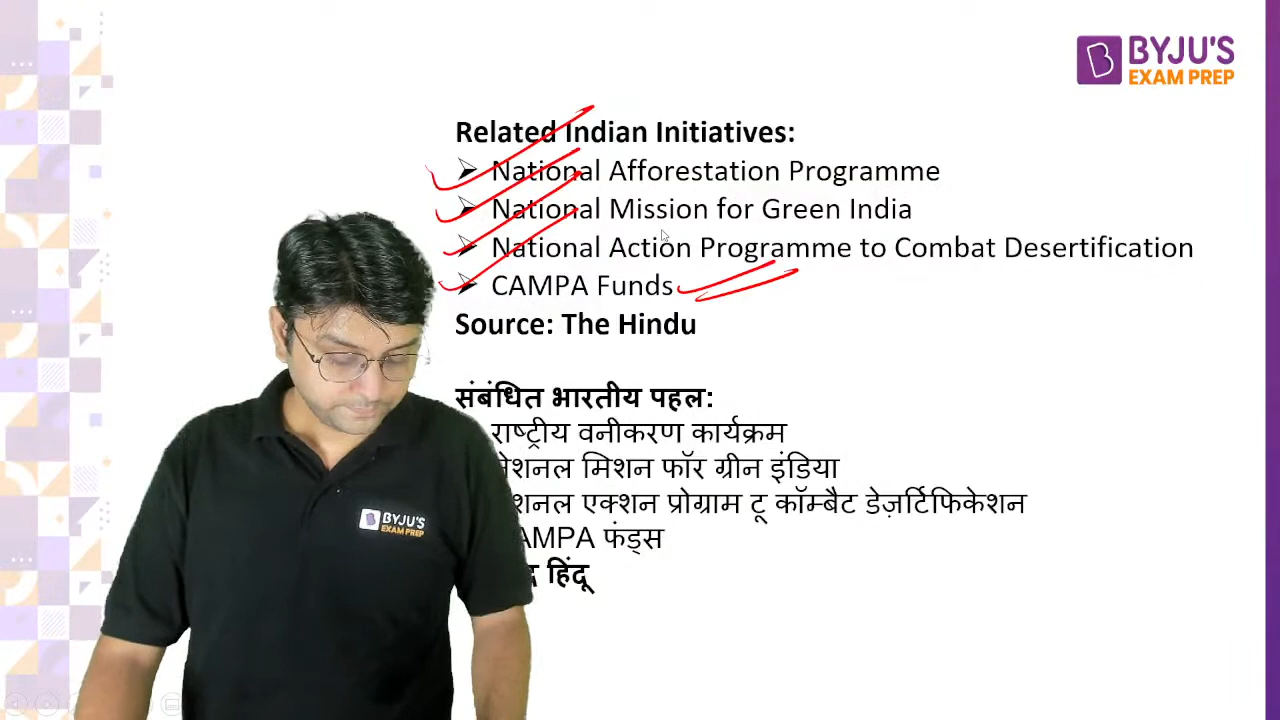 BYJU'S
EXAM PREP
Related Indian Initiatives:
National Afforestation Programme
National Mission for Green India
National Action Programme to Combat Desertification
CAMPA Funds
Source: The Hindu
संबंधित भारतीय पहल:
राष्ट्रीय वनीकरण कार्यक्रम
मिशन फॉर ग्रीन इंडिया
एक्शन प्रोग्राम टू कॉम्बैट डेज़र्टिफिकेशन
फंड्स
हिंदू
BYJU'S
EXAM PREP